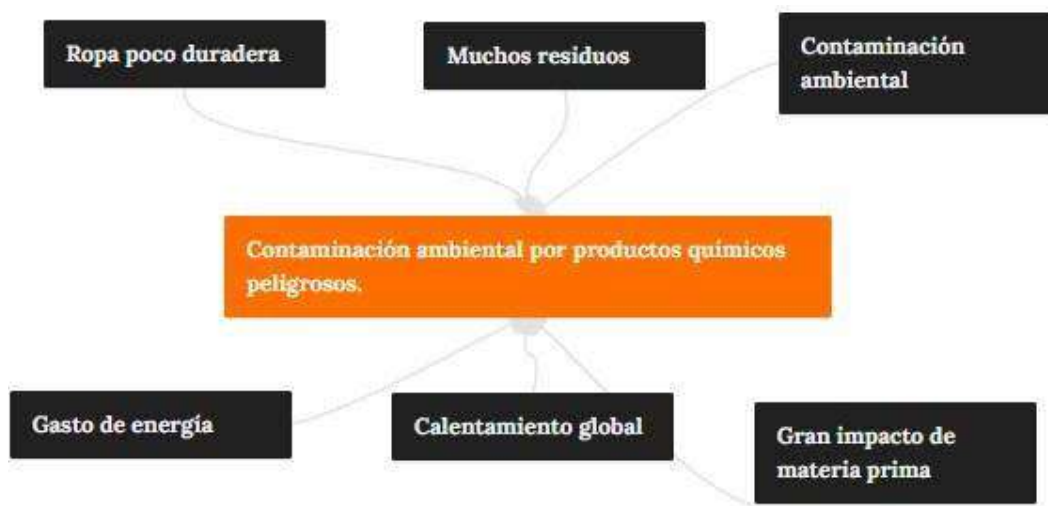 Ropa poco duradera
Muchos residuos
Contaminación
ambiental
Contaminación ambiental por productos químicos
peligrosos.
Gasto de energía
Calentamiento global
Gran impacto de
materia prima